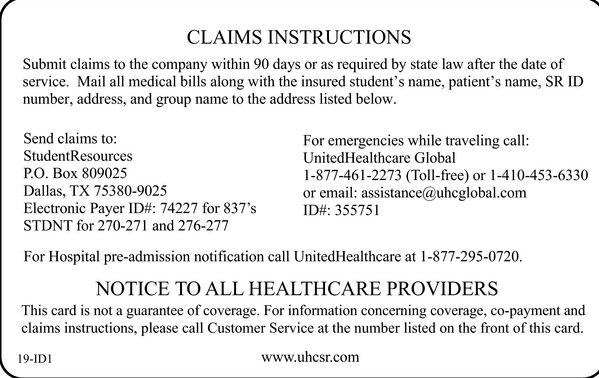 CLAIMS INSTRUCTIONS
Submit claims to the company within 90 days or as required by state law after the date of
service.  Mail all medical bills along with the insured student's name, patient's name, SR ID
number, address, and group name to the address listed below.
Send claims to:
StudentResources
P.O. Box 809025
Dallas, TX 75380-9025
Electronic Payer ID#: 74227 for 837's
STDNT for 270-271 and 276-277
For emergencies while traveling call:
UnitedHealthcare Global
1-877-461-2273 (Toll-free) or 1-410-453-6330
or email: assistance@uhcglobal.com
ID#: 355751
For Hospital pre-admission notification call UnitedHealthcare at 1-877-295-0720.
NOTICE TO ALL HEALTHCARE PROVIDERS
This card is not a guarantee of coverage. For information concerning coverage, co-payment and
claims instructions, please call Customer Service at the number listed on the front of this card.
19-ID1
www.uhcsr.com